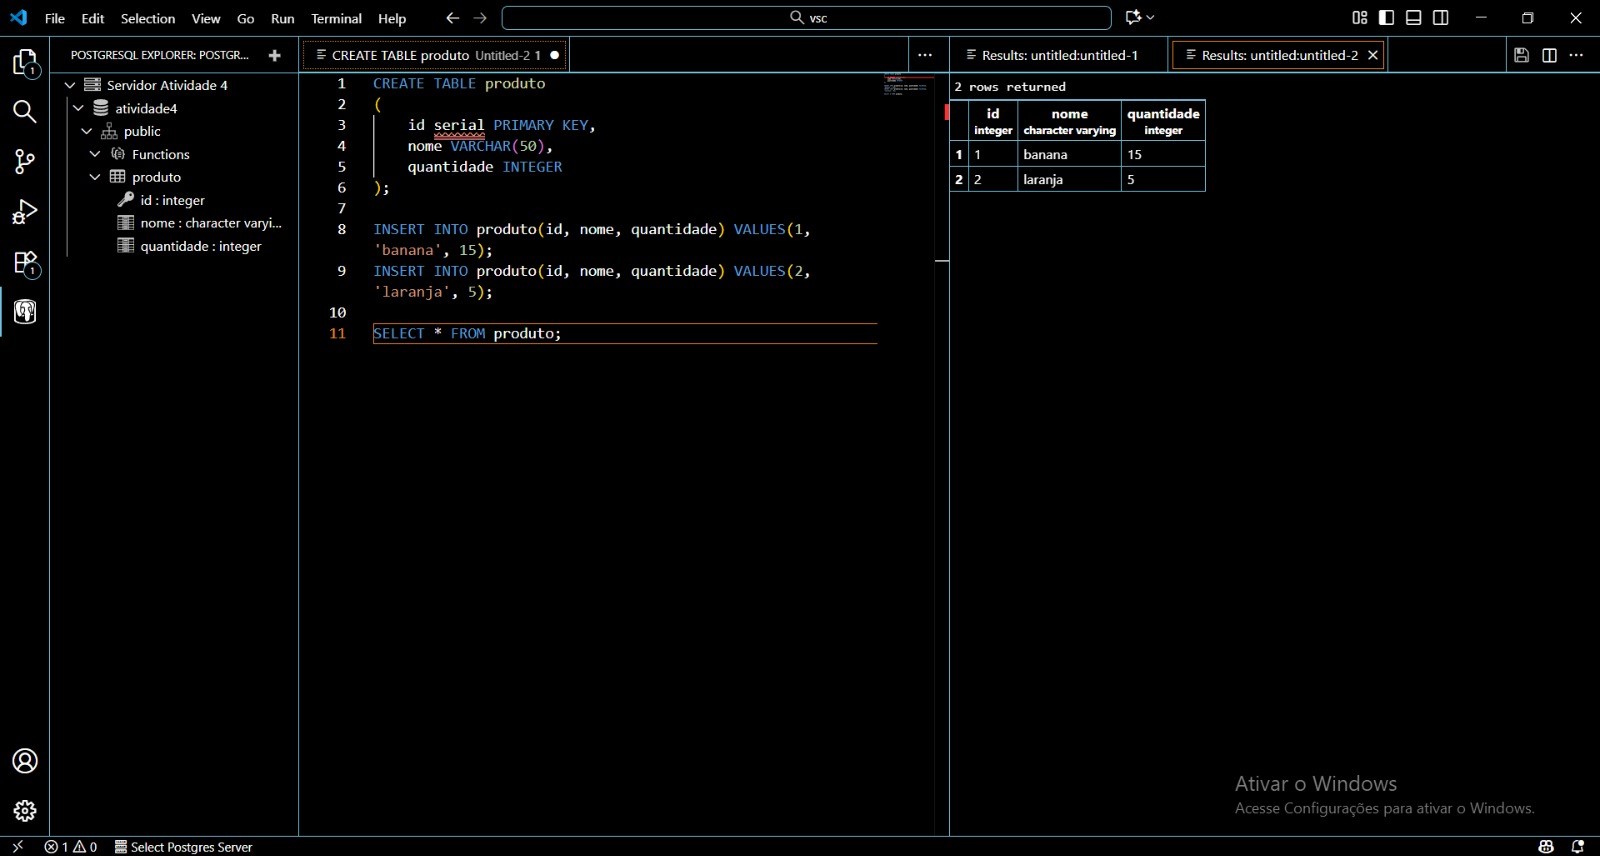 File Edit Selection View Go Run Terminal Help vsc
POSTGRESQL EXPLORER: POSTGR...
Servidor Atividade 4
atividade4
public
Functions
produto
id : integer
nome : character varyi...
quantidade : integer
1
1
CREATE TABLE produto Untitled-2 1
1 CREATE TABLE produto
2 (
3 id serial PRIMARY KEY,
4 nome VARCHAR(50),
5 quantidade INTEGER
6 );
7
8 INSERT INTO produto(id, nome, quantidade) VALUES(1,
'banana', 15);
9 INSERT INTO produto(id, nome, quantidade) VALUES(2,
'laranja', 5);
10
11 SELECT * FROM produto;
Results: untitled:untitled-1 Results: untitled:untitled-2
2 rows returned
id nome quantidade
integer character varying integer
1 1 banana 15
2 2 laranja 5
Ativar o Windows
Acesse Configurações para ativar o Windows.
1 0 Select Postgres Server